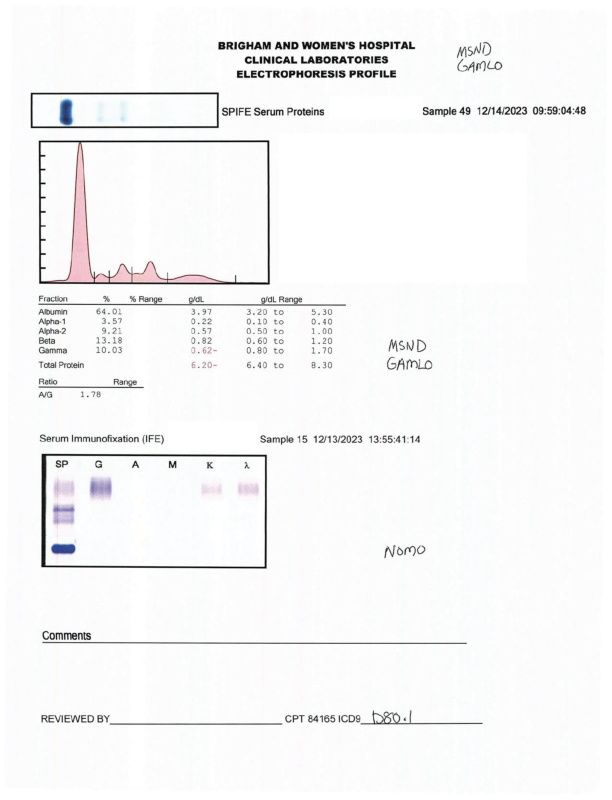 BRIGHAM AND WOMEN'S HOSPITAL
CLINICAL LABORATORIES
ELECTROPHORESIS PROFILE
MSND
GAMLO
SPIFE Serum Proteins Sample 49 12/14/2023 09:59:04:48
Fraction % % Range g/dL g/dL Range
Albumin 64.01 3.97 3.20 to 5.30
Alpha-1 3.57 0.22 0.10 to 0.40
Alpha-2 9.21 0.57 0.50 to 1.00
Beta 13.18 0.82 0.60 to 1.20
Gamma 10.03 0.62- 0.80 to 1.70
Total Protein 6.20- 6.40 to 8.30
MSND
GAMLO
Ratio Range
A/G 1.78
Serum Immunofixation (IFE) Sample 15 12/13/2023 13:55:41:14
SP G A M K λ
NOMO
Comments
REVIEWED BY CPT 84165 ICD9 D80.1